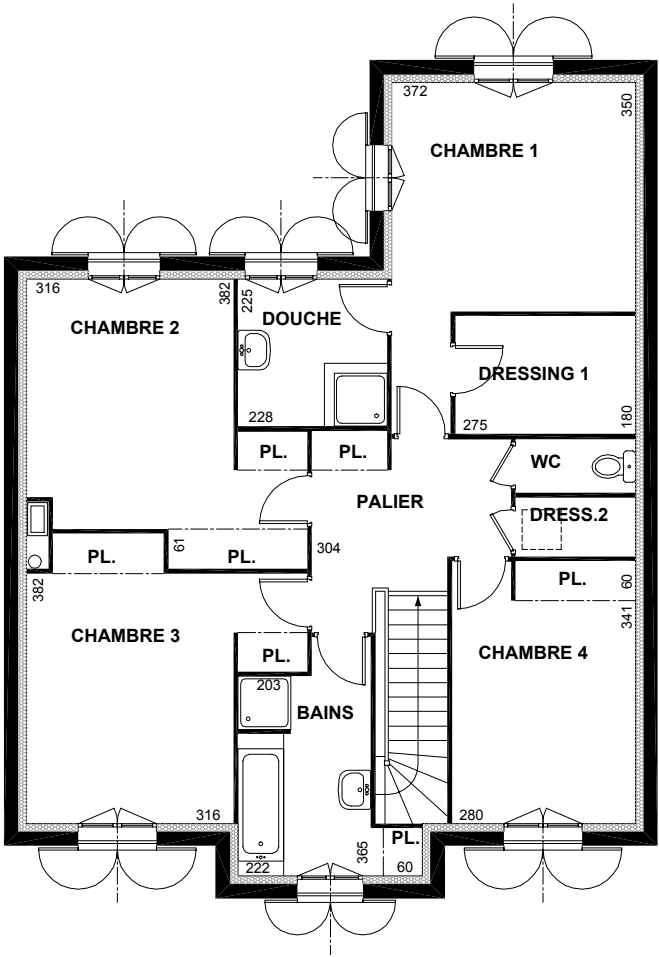 372
350
CHAMBRE 1
316
382
225
CHAMBRE 2
DOUCHE
DRESSING 1
228
275
180
PL.
PL.
WC
PALIER
DRESS.2
61
PL.
PL.
304
382
PL.
60
341
CHAMBRE 3
CHAMBRE 4
PL.
203
BAINS
316
280
PL.
365
222
60